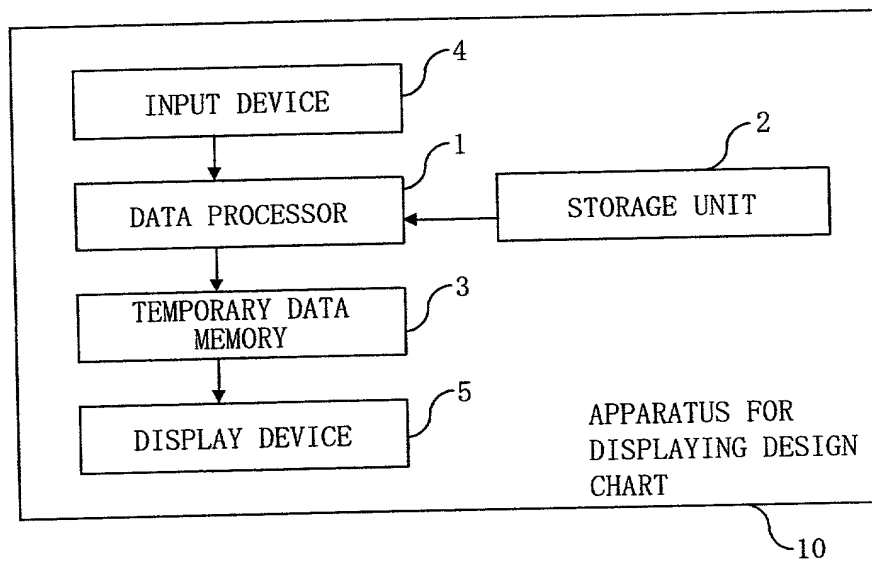 4
INPUT DEVICE
1
2
DATA PROCESSOR
STORAGE UNIT
3
TEMPORARY DATA
MEMORY
5
DISPLAY DEVICE
APPARATUS FOR
DISPLAYING DESIGN
CHART
10